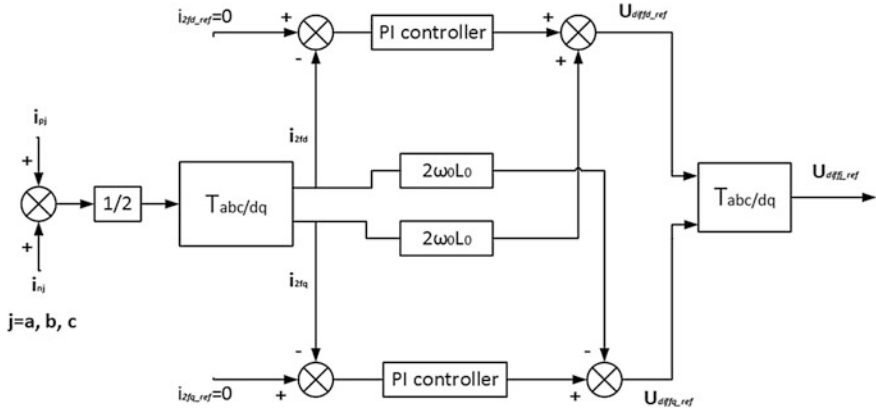 i2fd_ref=0
+
-
PI controller
+
+
Udiffd_ref
ipj
+
i2fd
1/2
Tabc/dq
2ω0L0
2ω0L0
Tabc/dq
Udiffj_ref
+
inj
i2fq
j=a, b, c
-
-
i2fq_ref=0
+
PI controller
+
Udiffq_ref